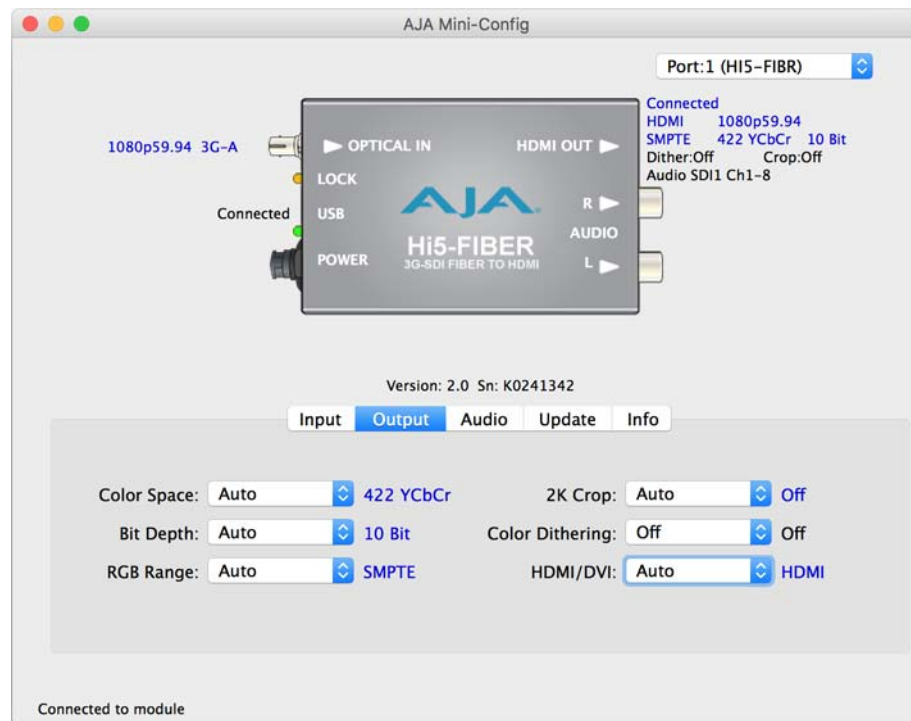 AJA Mini-Config
Port:1 (HI5-FIBR)
Connected
HDMI 1080p59.94
SMPTE 422 YCbCr 10 Bit
Dither:Off Crop:Off
Audio SDI1 Ch1-8
1080p59.94 3G-A
Connected
OPTICAL IN
HDMI OUT
LOCK
USB
POWER
AJA
Hi5-FIBER
3G-SDI FIBER TO HDMI
R
AUDIO
L
Version: 2.0 Sn: K0241342
Input Output Audio Update Info
Color Space: Auto 422 YCbCr 2K Crop: Auto Off
Bit Depth: Auto 10 Bit Color Dithering: Off Off
RGB Range: Auto SMPTE HDMI/DVI: Auto HDMI
Connected to module